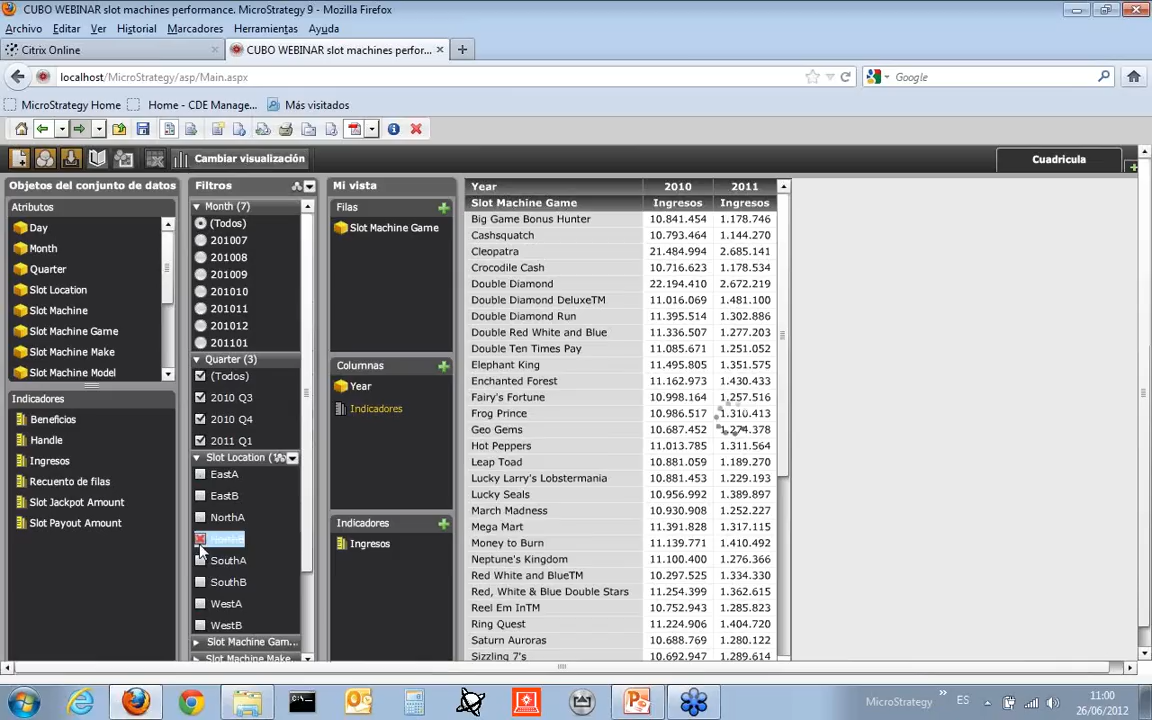 CUBO WEBINAR slot machines performance. MicroStrategy 9 - Mozilla Firefox
Archivo Editar Ver Historial Marcadores Herramientas Ayuda
Citrix Online
CUBO WEBINAR slot machines perfor...
localhost/MicroStrategy/asp/Main.aspx
Google
MicroStrategy Home
Home - CDE Manage...
Más visitados
Cambiar visualización
Cuadricula
Objetos del conjunto de datos
Atributos
Day
Month
Quarter
Slot Location
Slot Machine
Slot Machine Game
Slot Machine Make
Slot Machine Model
Indicadores
Beneficios
Handle
Ingresos
Recuento de filas
Slot Jackpot Amount
Slot Payout Amount
Filtros
Month (7)
(Todos)
201007
201008
201009
201010
201011
201012
201101
Quarter (3)
(Todos)
2010 Q3
2010 Q4
2011 Q1
Slot Location (
EastA
EastB
NorthA
SouthA
SouthB
WestA
WestB
Slot Machine Gam...
Slot Machine Make
Mi vista
Filas
Slot Machine Game
Columnas
Year
Indicadores
Indicadores
Ingresos
Year 2010 2011
Slot Machine Game Ingresos Ingresos
Big Game Bonus Hunter 10.841.454 1.178.746
Cashsquatch 10.793.464 1.144.270
Cleopatra 21.484.994 2.685.141
Crocodile Cash 10.716.623 1.178.534
Double Diamond 22.194.410 2.672.219
Double Diamond DeluxeTM 11.016.069 1.481.100
Double Diamond Run 11.395.514 1.302.886
Double Red White and Blue 11.336.507 1.277.203
Double Ten Times Pay 11.085.671 1.251.052
Elephant King 11.495.805 1.351.575
Enchanted Forest 11.162.973 1.430.433
Fairy's Fortune 10.998.164 1.257.516
Frog Prince 10.986.517 1.310.413
Geo Gems 10.687.452 1.274.378
Hot Peppers 11.013.785 1.311.564
Leap Toad 10.881.059 1.189.270
Lucky Larry's Lobstermania 10.881.453 1.229.193
Lucky Seals 10.956.992 1.389.897
March Madness 10.930.908 1.252.227
Mega Mart 11.391.828 1.317.115
Money to Burn 11.139.771 1.410.492
Neptune's Kingdom 11.100.400 1.276.366
Red White and BlueTM 10.297.525 1.334.330
Red, White & Blue Double Stars 11.254.399 1.362.615
Reel Em InTM 10.752.943 1.285.823
Ring Quest 11.224.906 1.404.720
Saturn Auroras 10.688.769 1.280.122
Sizzling 7's 10.692.947 1.289.614
MicroStrategy
ES
11:00
26/06/2012